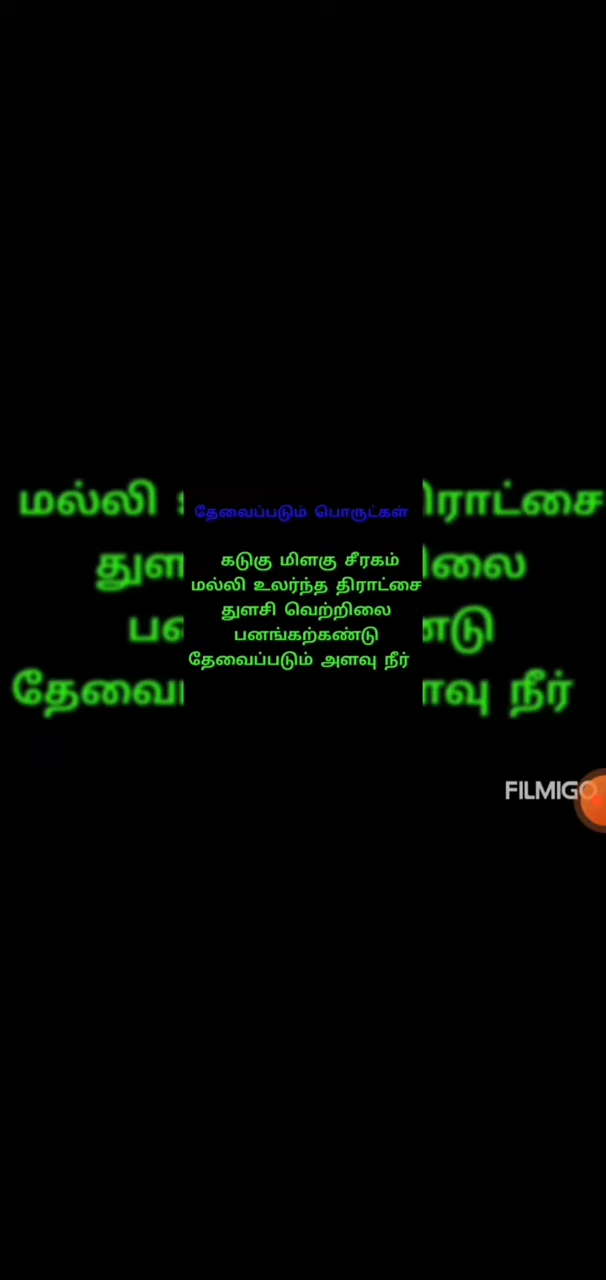 தேவைப்படும் பொருட்கள்
கடுகு மிளகு சீரகம்
மல்லி உலர்ந்த திராட்சை
துளசி வெற்றிலை
பனங்கற்கண்டு
தேவைப்படும் அளவு நீர்
FILMIGO